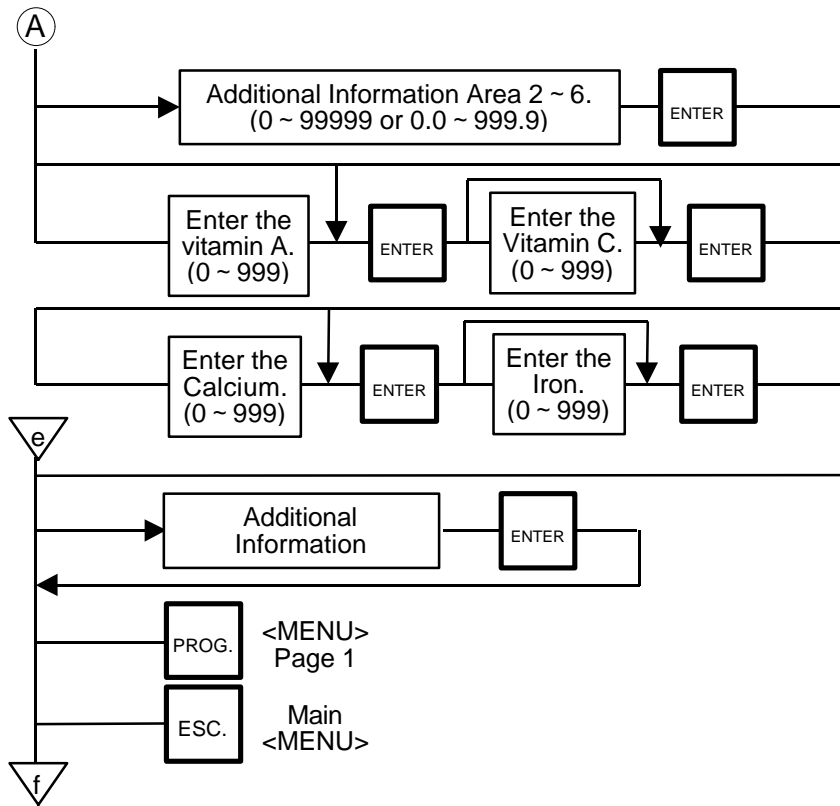 A
Additional Information Area 2 ~ 6.
(0 ~ 99999 or 0.0 ~ 999.9)
ENTER
Enter the
vitamin A.
(0 ~ 999)
ENTER
Enter the
Vitamin C.
(0 ~ 999)
ENTER
Enter the
Calcium.
(0 ~ 999)
ENTER
Enter the
Iron.
(0 ~ 999)
ENTER
e
Additional
Information
ENTER
PROG.
<MENU>
Page 1
ESC.
Main
<MENU>
f